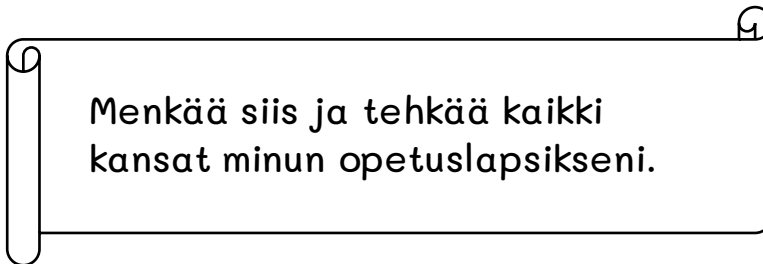 Menkää siis ja tehkää kaikki
kansat minun opetuslapsikseni.